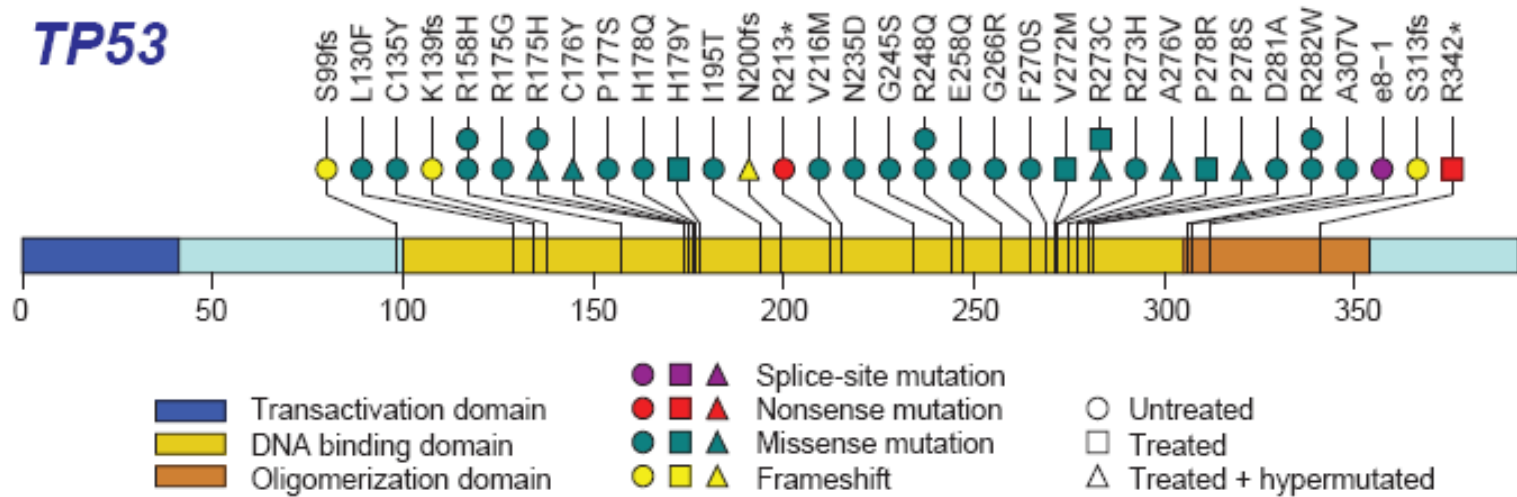 TP53
S99fs
L130F
C135Y
K139fs
R158H
R175G
R175H
C176Y
P177S
H178Q
H179Y
I195T
N200fs
R213*
V216M
N235D
G245S
R248Q
E258Q
G266R
F270S
V272M
R273C
R273H
A276V
P278R
P278S
D281A
R282W
A307V
e8−1
S313fs
R342*
0 50 100 150 200 250 300 350
Transactivation domain
DNA binding domain
Oligomerization domain
Splice-site mutation
Nonsense mutation
Missense mutation
Frameshift
Untreated
Treated
Treated + hypermutated